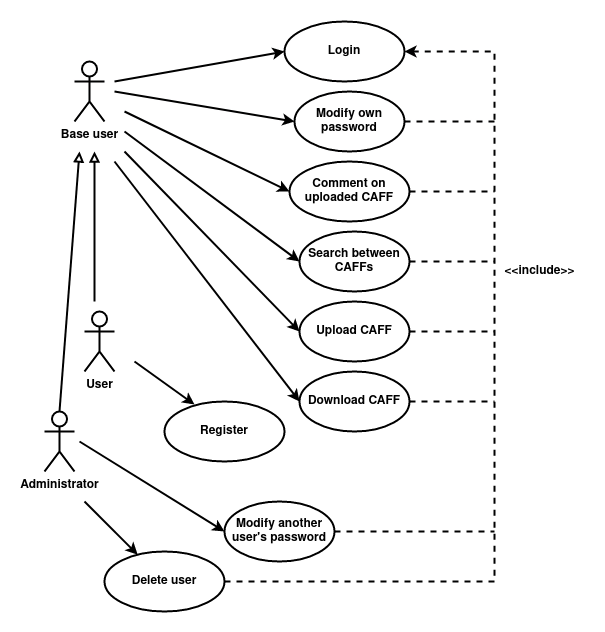 Login
Base user
Modify own
password
Comment on
uploaded CAFF
Search between
CAFFs
<<include>>
Upload CAFF
User
Download CAFF
Register
Administrator
Modify another
user's password
Delete user